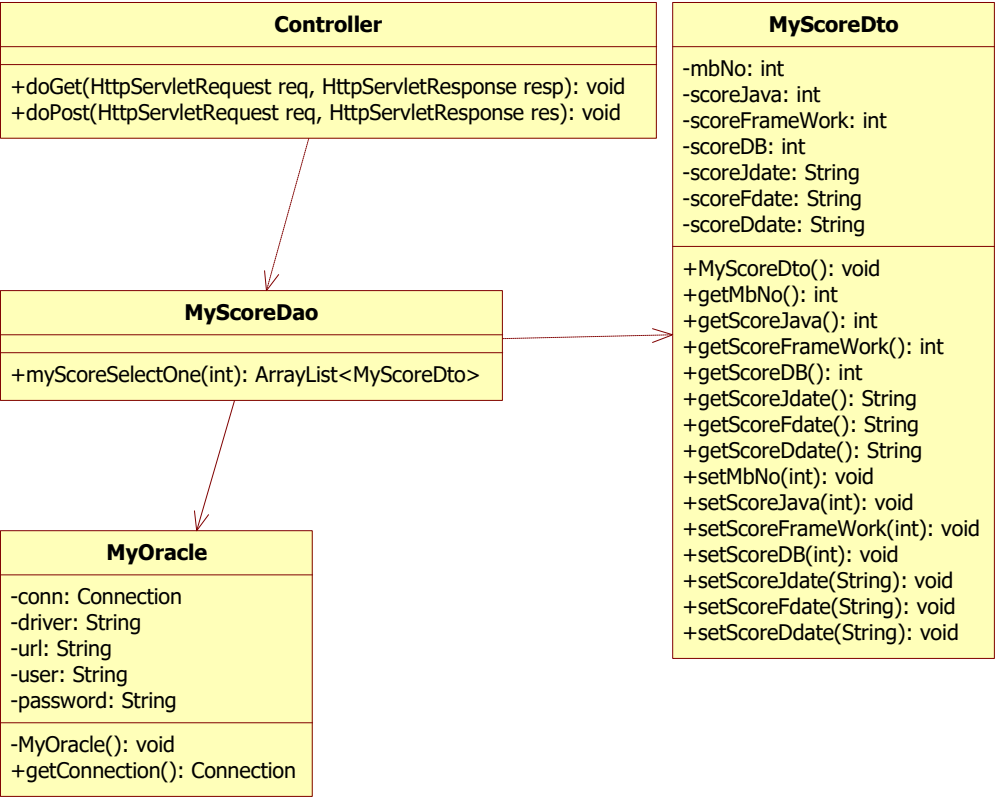 Controller
+doGet(HttpServletRequest req, HttpServletResponse resp): void
+doPost(HttpServletRequest req, HttpServletResponse res): void
MyScoreDto
-mbNo: int
-scoreJava: int
-scoreFrameWork: int
-scoreDB: int
-scoreJdate: String
-scoreFdate: String
-scoreDdate: String
+MyScoreDto(): void
+getMbNo(): int
+getScoreJava(): int
+getScoreFrameWork(): int
+getScoreDB(): int
+getScoreJdate(): String
+getScoreFdate(): String
+getScoreDdate(): String
+setMbNo(int): void
+setScoreJava(int): void
+setScoreFrameWork(int): void
+setScoreDB(int): void
+setScoreJdate(String): void
+setScoreFdate(String): void
+setScoreDdate(String): void
MyScoreDao
+myScoreSelectOne(int): ArrayList<MyScoreDto>
MyOracle
-conn: Connection
-driver: String
-url: String
-user: String
-password: String
-MyOracle(): void
+getConnection(): Connection